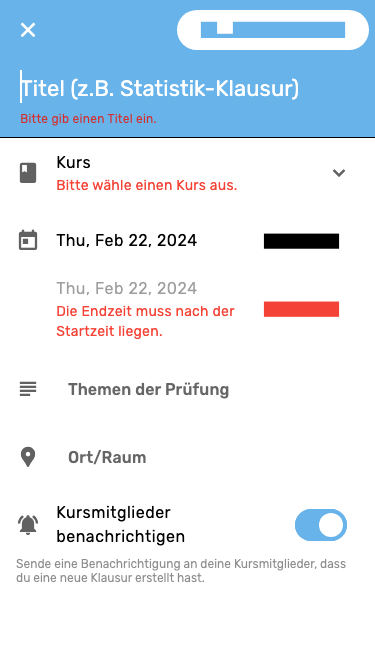 Titel (z.B. Statistik-Klausur)
Bitte gib einen Titel ein.
Kurs
Bitte wähle einen Kurs aus.
Thu, Feb 22, 2024
Thu, Feb 22, 2024
Die Endzeit muss nach der
Startzeit liegen.
Themen der Prüfung
Ort/Raum
Kursmitglieder
benachrichtigen
Sende eine Benachrichtigung an deine Kursmitglieder, dass
du eine neue Klausur erstellt hast.